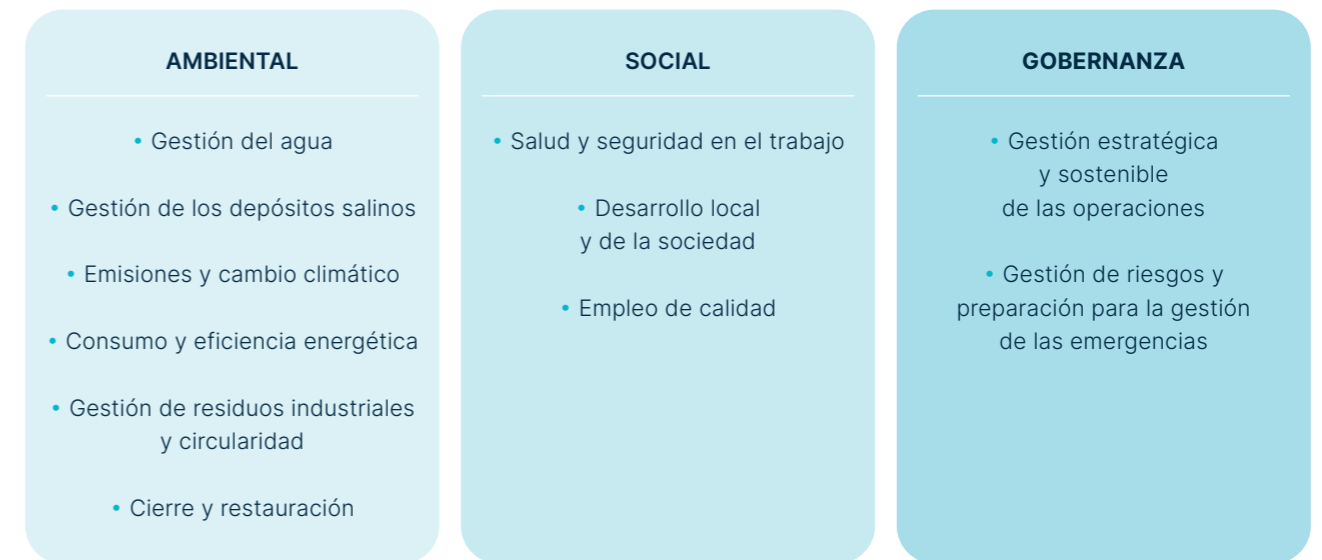 AMBIENTAL
• Gestión del agua
• Gestión de los depósitos salinos
• Emisiones y cambio climático
• Consumo y eficiencia energética
• Gestión de residuos industriales
y circularidad
• Cierre y restauración
SOCIAL
• Salud y seguridad en el trabajo
• Desarrollo local
y de la sociedad
• Empleo de calidad
GOBERNANZA
• Gestión estratégica
y sostenible
de las operaciones
• Gestión de riesgos y
preparación para la gestión
de las emergencias